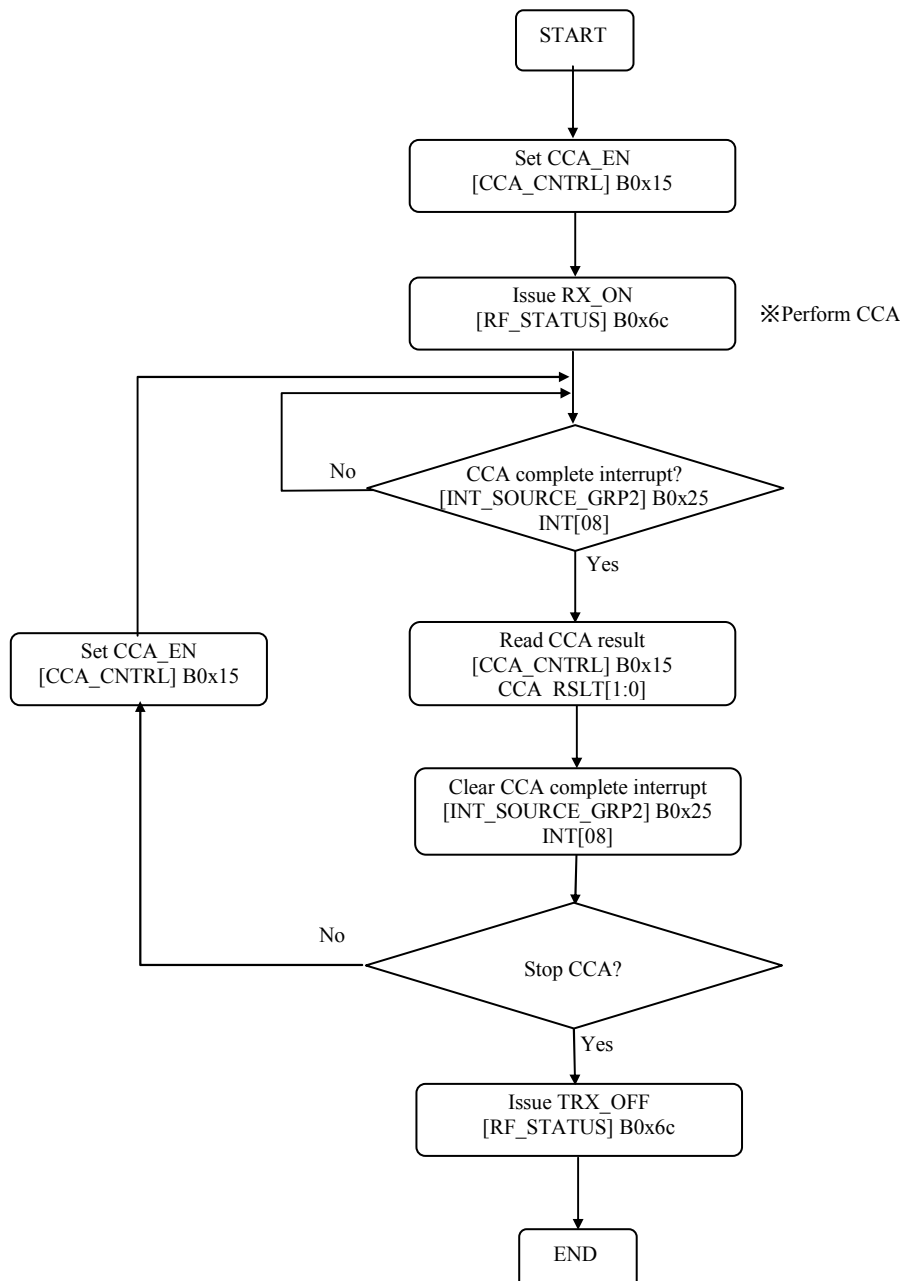 START
Set CCA_EN
[CCA_CNTRL] B0x15
Issue RX_ON
[RF_STATUS] B0x6c
※Perform CCA
No
CCA complete interrupt?
[INT_SOURCE_GRP2] B0x25
INT[08]
Yes
Set CCA_EN
[CCA_CNTRL] B0x15
Read CCA result
[CCA_CNTRL] B0x15
CCA_RSLT[1:0]
Clear CCA complete interrupt
[INT_SOURCE_GRP2] B0x25
INT[08]
No
Stop CCA?
Yes
Issue TRX_OFF
[RF_STATUS] B0x6c
END